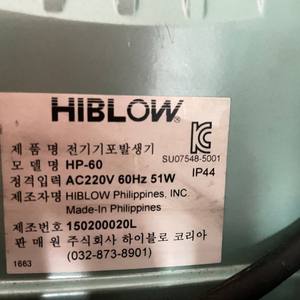 HIBLOW®
SU07548-5001
제 품 명 전기기포발생기
모 델 명 HP-60 IP44
정격입력 AC220V 60Hz 51W
제조자명 HIBLOW Philippines, INC.
Made-in Philippines
제조번호 150200020L
판 매 원 주식회사 하이블로 코리아
(032-873-8901)
1663